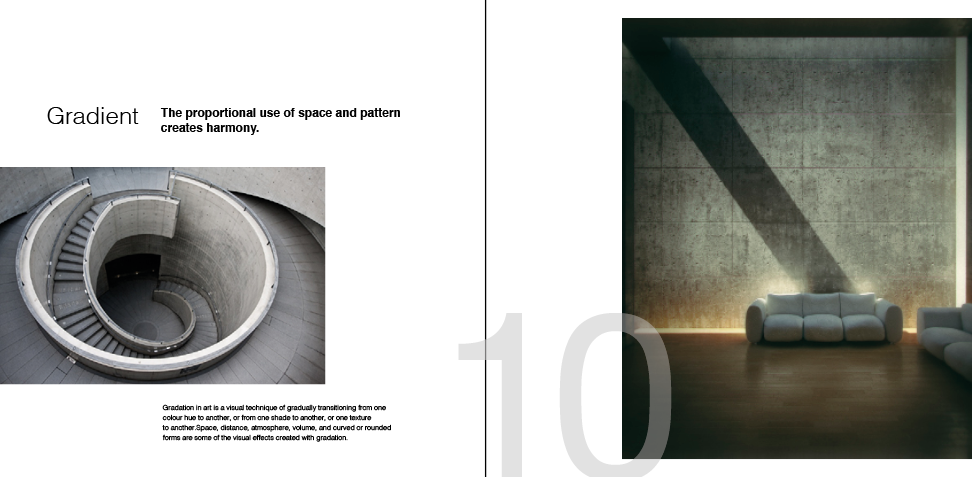 Gradient
The proportional use of space and pattern
creates harmony.
Gradation in art is a visual technique of gradually transitioning from one
colour hue to another, or from one shade to another, or one texture
to another.Space, distance, atmosphere, volume, and curved or rounded
forms are some of the visual effects created with gradation.
10